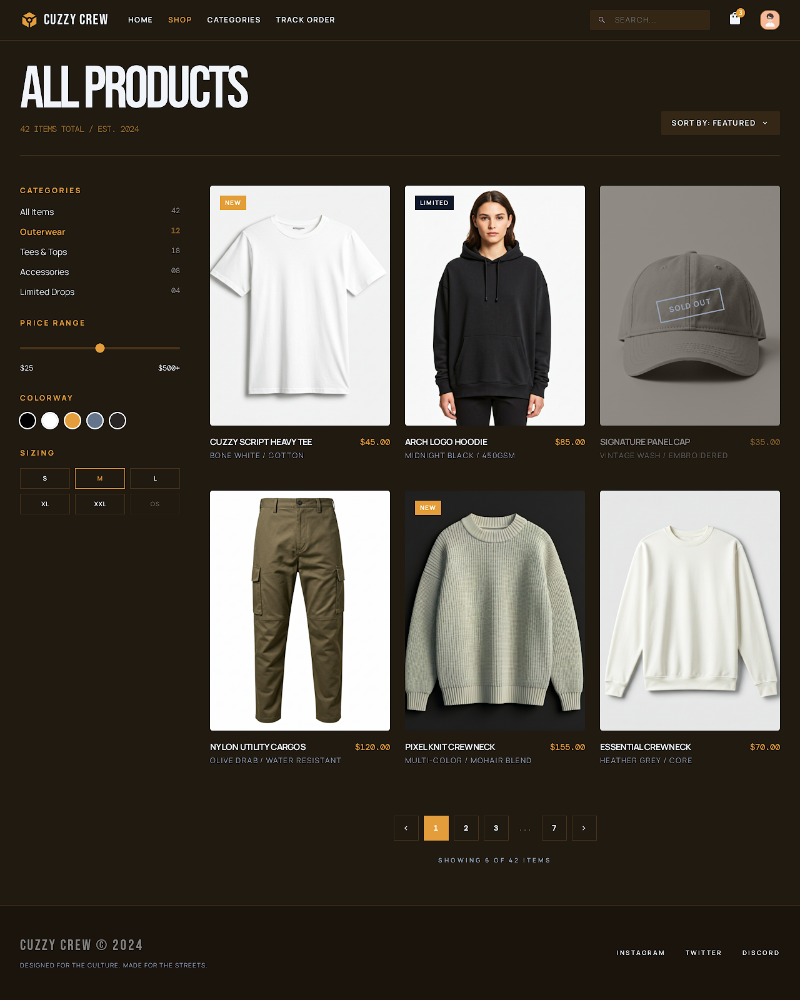 CUZZY CREW
HOME SHOP CATEGORIES TRACK ORDER
SEARCH...
3
ALL PRODUCTS
42 ITEMS TOTAL / EST. 2024
SORT BY: FEATURED
CATEGORIES
All Items 42
Outerwear 12
Tees & Tops 18
Accessories 08
Limited Drops 04
PRICE RANGE
$25 $500+
COLORWAY
SIZING
S M L
XL XXL OS
NEW
LIMITED
SOLD OUT
CUZZY SCRIPT HEAVY TEE $45.00
BONE WHITE / COTTON
ARCH LOGO HOODIE $85.00
MIDNIGHT BLACK / 450GSM
SIGNATURE PANEL CAP $35.00
VINTAGE WASH / EMBROIDERED
NEW
NYLON UTILITY CARGOS $120.00
OLIVE DRAB / WATER RESISTANT
PIXEL KNIT CREWNECK $155.00
MULTI-COLOR / MOHAIR BLEND
ESSENTIAL CREWNECK $70.00
HEATHER GREY / CORE
1 2 3 ... 7
SHOWING 6 OF 42 ITEMS
CUZZY CREW © 2024
DESIGNED FOR THE CULTURE. MADE FOR THE STREETS.
INSTAGRAM TWITTER DISCORD